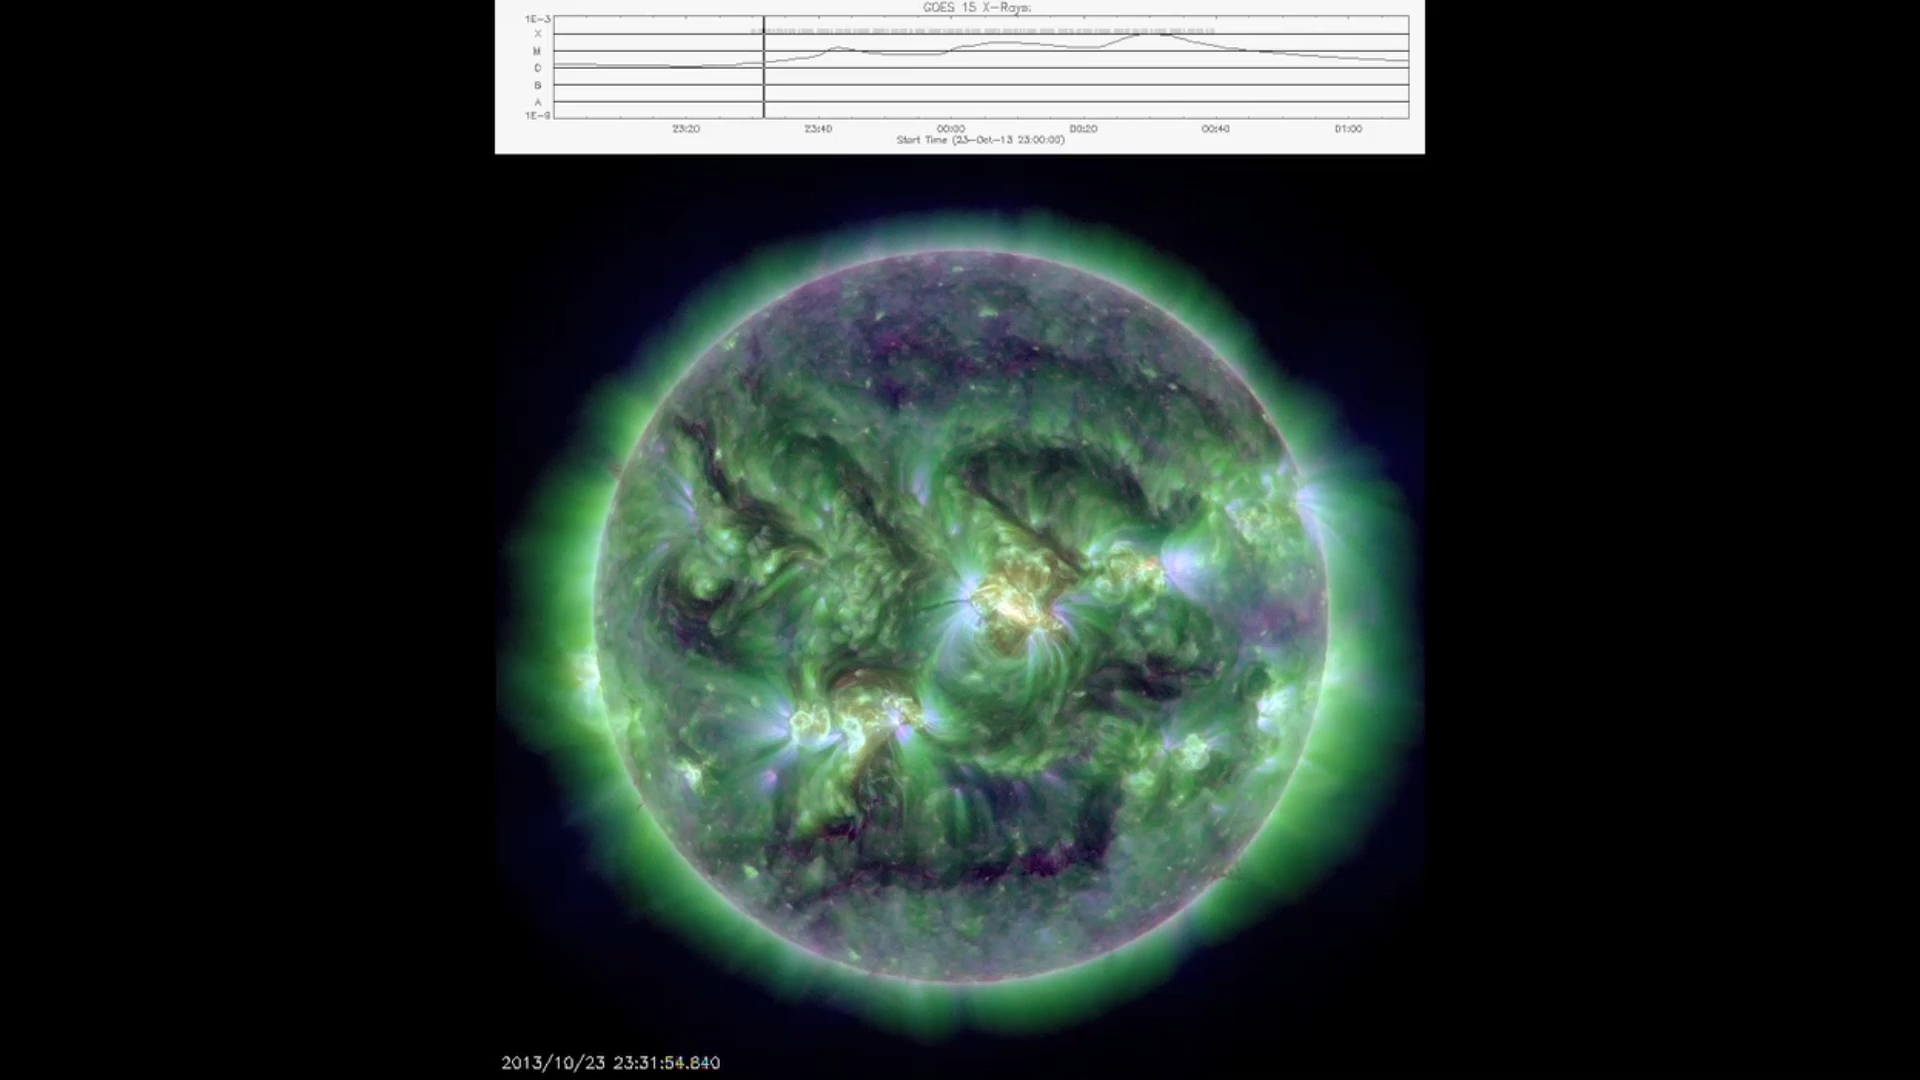 GOES 15 X-Rays:
1E-3
X
M
C
B
A
1E-9
23:20 23:40 00:00 00:20 00:40 01:00
Start Time (23-Oct-13 23:00:00)
2013/10/23 23:31:54.840